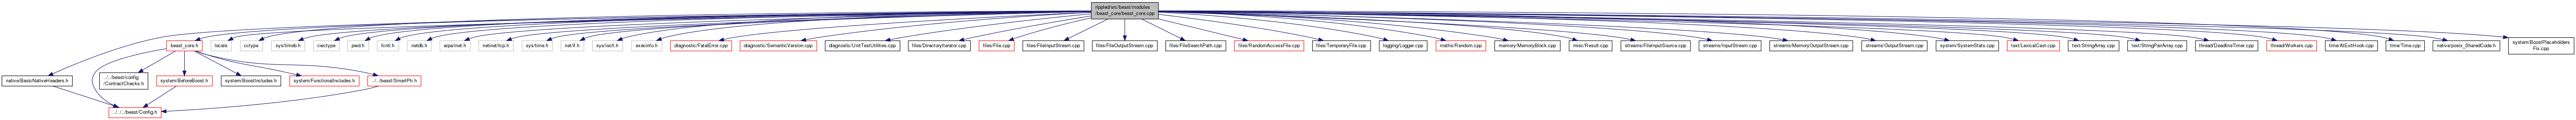 rippled/src/beast/modules
/beast_core/beast_core.cpp
native/BasicNativeHeaders.h
beast_core.h
locale
cctype
sys/timeb.h
cwctype
pwd.h
fcntl.h
netdb.h
arpa/inet.h
netinet/tcp.h
sys/time.h
net/if.h
sys/ioctl.h
execinfo.h
diagnostic/FatalError.cpp
diagnostic/SemanticVersion.cpp
diagnostic/UnitTestUtilities.cpp
files/DirectoryIterator.cpp
files/File.cpp
files/FileInputStream.cpp
files/FileOutputStream.cpp
files/FileSearchPath.cpp
files/RandomAccessFile.cpp
files/TemporaryFile.cpp
logging/Logger.cpp
maths/Random.cpp
memory/MemoryBlock.cpp
misc/Result.cpp
streams/FileInputSource.cpp
streams/InputStream.cpp
streams/MemoryOutputStream.cpp
streams/OutputStream.cpp
system/SystemStats.cpp
text/LexicalCast.cpp
text/StringArray.cpp
text/StringPairArray.cpp
thread/DeadlineTimer.cpp
thread/Workers.cpp
time/AtExitHook.cpp
time/Time.cpp
native/posix_SharedCode.h
system/BoostPlaceholders
Fix.cpp
../../beast/config
/ContractChecks.h
system/BeforeBoost.h
system/BoostIncludes.h
system/FunctionalIncludes.h
../../beast/SmartPtr.h
../../../beast/Config.h